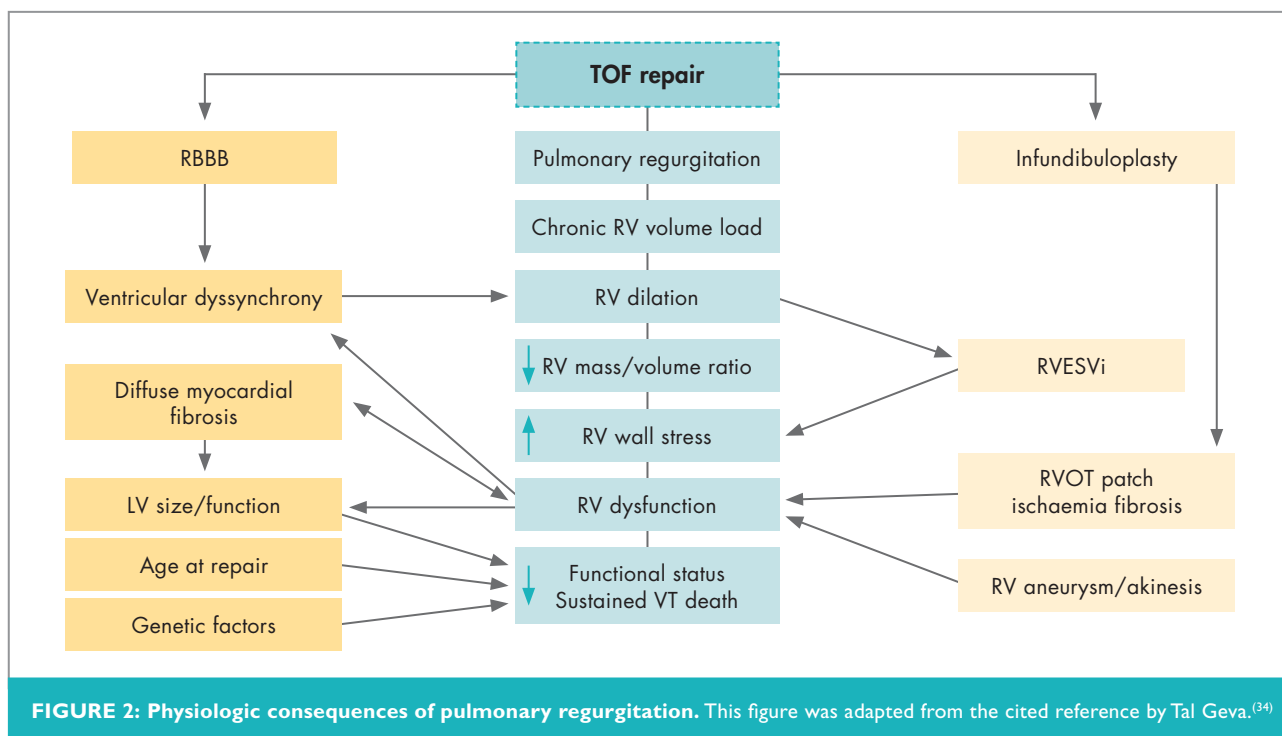 TOF repair
RBBB
Pulmonary regurgitation
Infundibuloplasty
Chronic RV volume load
Ventricular dyssynchrony
RV dilation
RV mass/volume ratio
RVESVi
Diffuse myocardial
fibrosis
RV wall stress
LV size/function
RV dysfunction
RVOT patch
ischaemia fibrosis
Age at repair
Functional status
Sustained VT death
RV aneurysm/akinesis
Genetic factors
FIGURE 2: Physiologic consequences of pulmonary regurgitation. This figure was adapted from the cited reference by Tal Geva.(34)